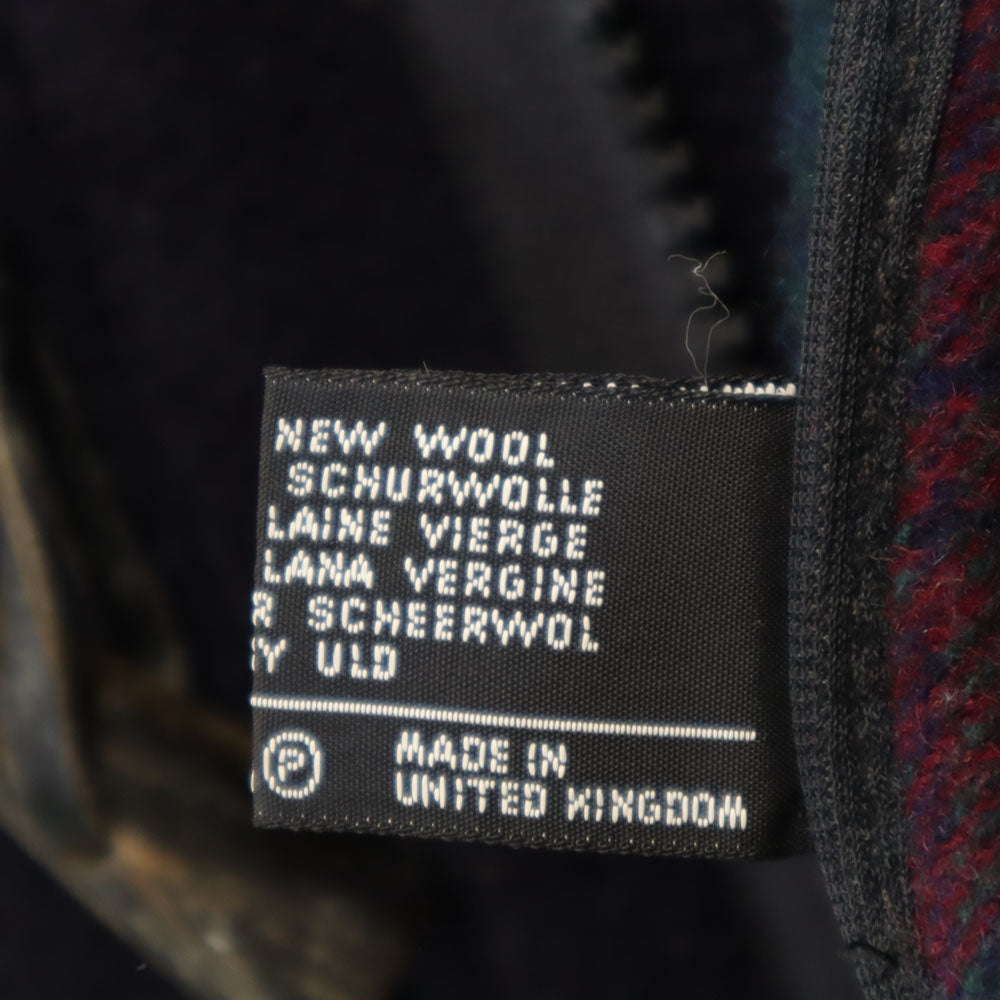 NEW WOOL
SCHURWOLLE
LAINE VIERGE
LANA VERGINE
SCHEERWOL
ULD
P MADE IN
UNITED KINGDOM